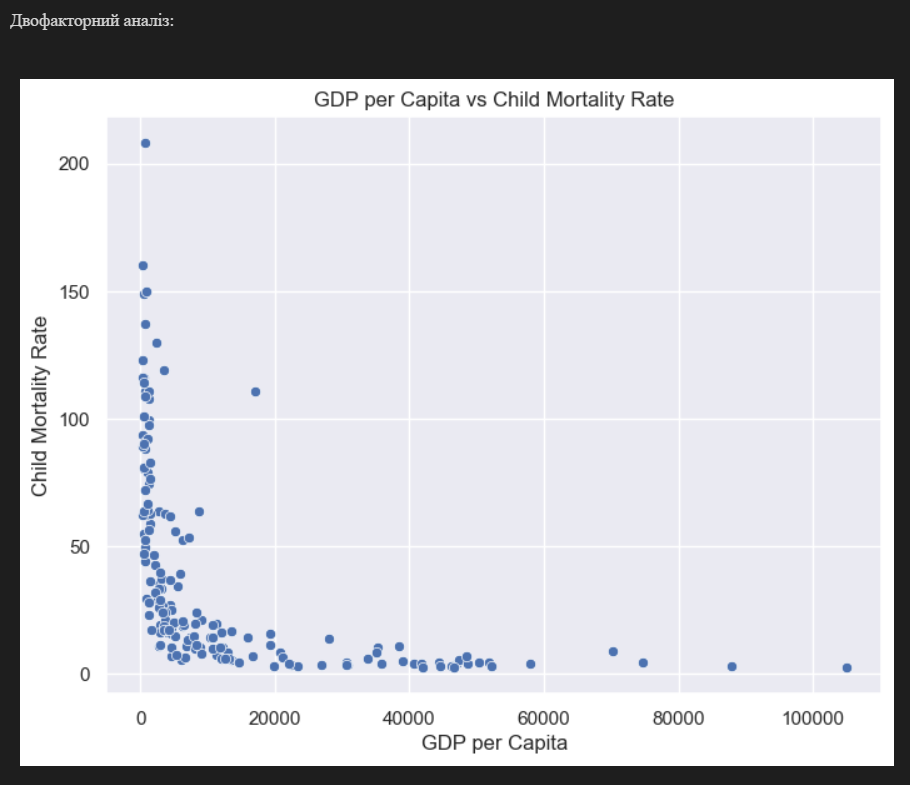 Двофакторний аналіз:
GDP per Capita vs Child Mortality Rate
200
150
100
50
0
Child Mortality Rate
0 20000 40000 60000 80000 100000
GDP per Capita